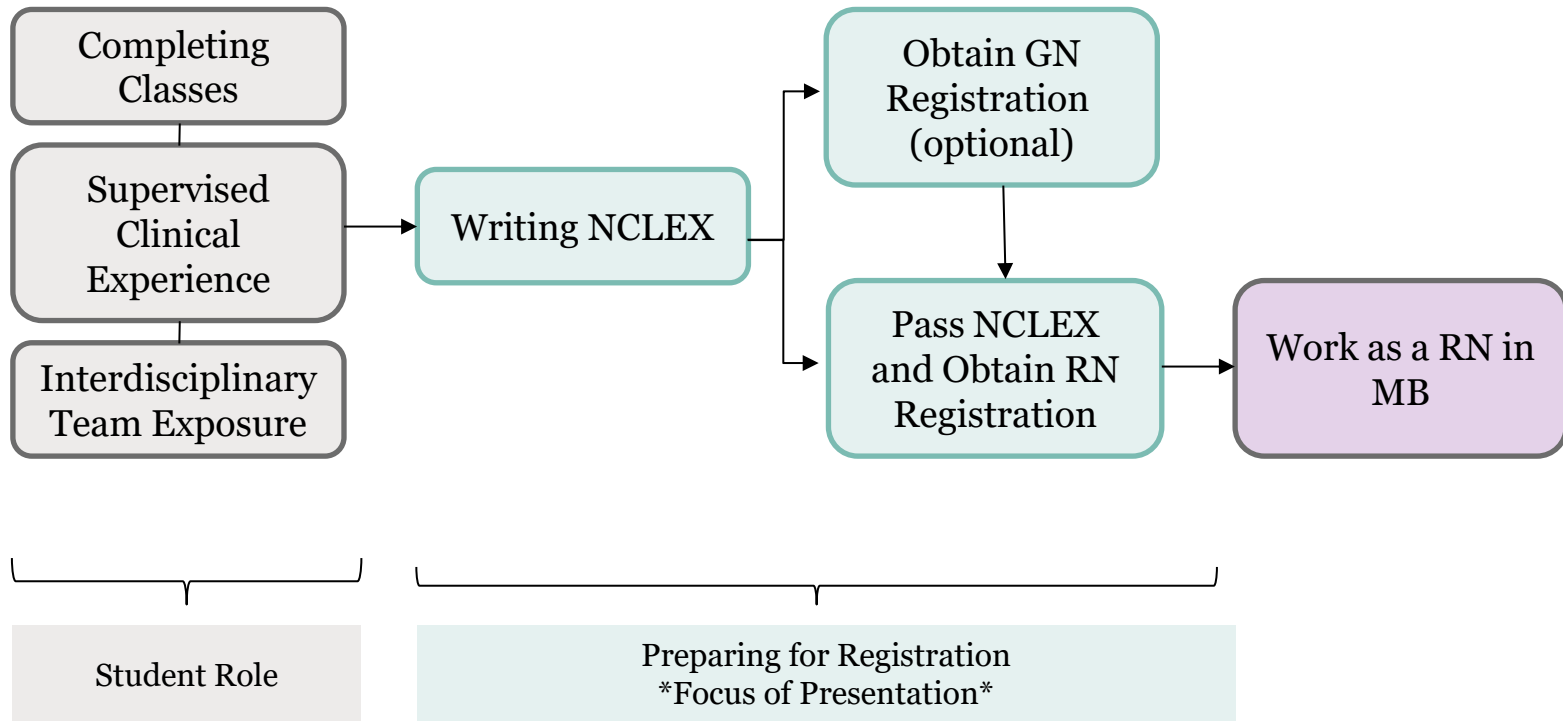 Completing
Classes
Supervised
Clinical
Experience
Interdisciplinary
Team Exposure
Writing NCLEX
Obtain GN
Registration
(optional)
Pass NCLEX
and Obtain RN
Registration
Work as a RN in
MB
Student Role
Preparing for Registration
*Focus of Presentation*